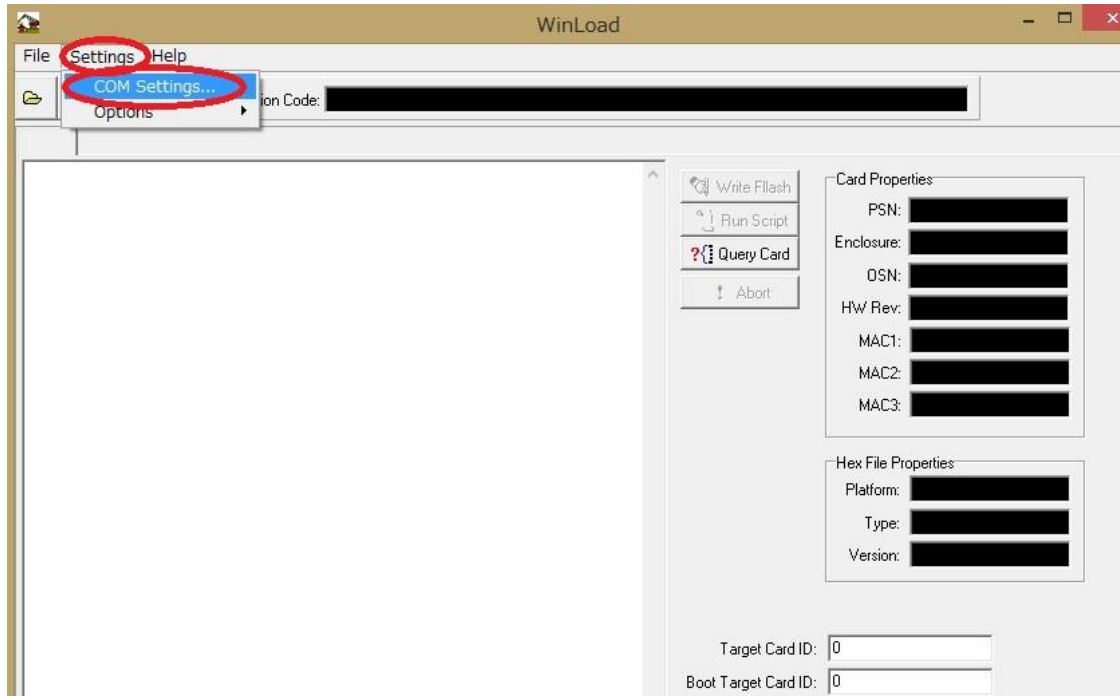 WinLoad
File Settings Help
COM Settings...
Options
ion Code:
Write Fllash
Run Script
?{ Query Card
! Abort
Card Properties
PSN:
Enclosure:
OSN:
HW Rev:
MAC1:
MAC2:
MAC3:
Hex File Properties
Platform:
Type:
Version:
Target Card ID: 0
Boot Target Card ID: 0